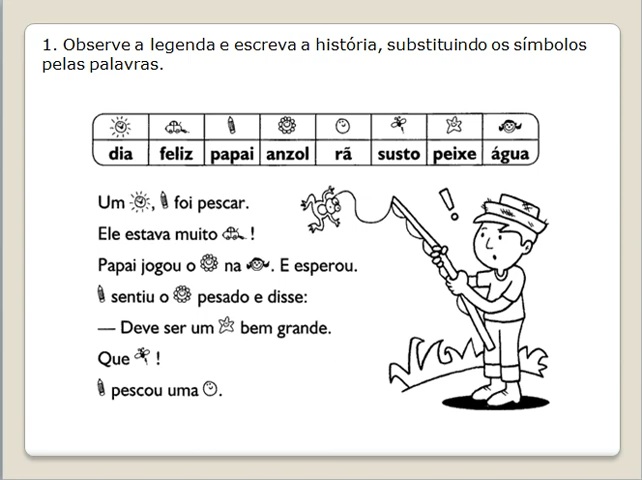 1. Observe a legenda e escreva a história, substituindo os símbolos
pelas palavras.
dia feliz papai anzol rã susto peixe água
Um , foi pescar.
Ele estava muito !
Papai jogou o na . E esperou.
sentiu o pesado e disse:
— Deve ser um bem grande.
Que !
pescou uma .
!